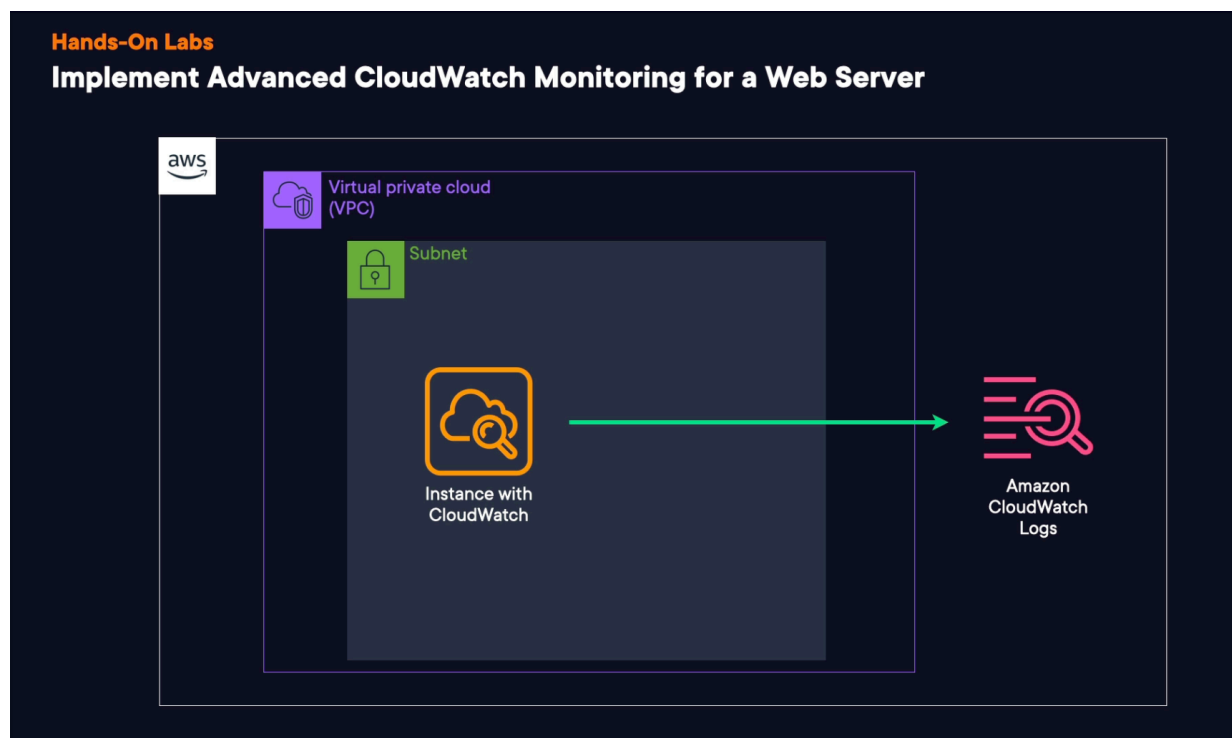 Hands-On Labs
Implement Advanced CloudWatch Monitoring for a Web Server
aws
Virtual private cloud
(VPC)
Subnet
Instance with
CloudWatch
Amazon
CloudWatch
Logs